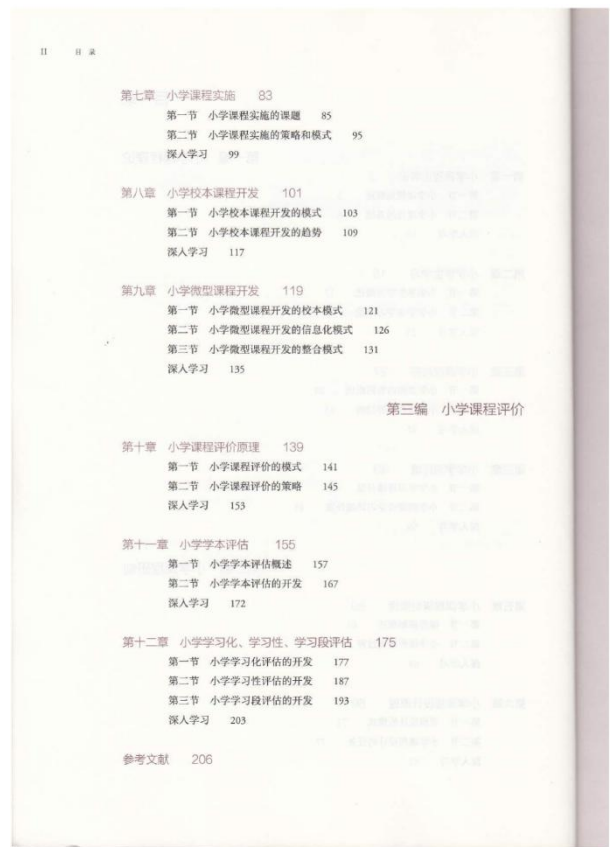 II 目 录
第七章 小学课程实施 83
第一节 小学课程实施的课题 85
第二节 小学课程实施的策略和模式 95
深入学习 99
第八章 小学校本课程开发 101
第一节 小学校本课程开发的模式 103
第二节 小学校本课程开发的趋势 109
深入学习 117
第九章 小学微型课程开发 119
第一节 小学微型课程开发的校本模式 121
第二节 小学微型课程开发的信息化模式 126
第三节 小学微型课程开发的整合模式 131
深入学习 135
第三编 小学课程评价
第十章 小学课程评价原理 139
第一节 小学课程评价的模式 141
第二节 小学课程评价的策略 145
深入学习 153
第十一章 小学学本评估 155
第一节 小学学本评估概述 157
第二节 小学学本评估的开发 167
深入学习 172
第十二章 小学学习化、学习性、学习段评估 175
第一节 小学学习化评估的开发 177
第二节 小学学习性评估的开发 187
第三节 小学学习段评估的开发 193
深入学习 203
参考文献 206